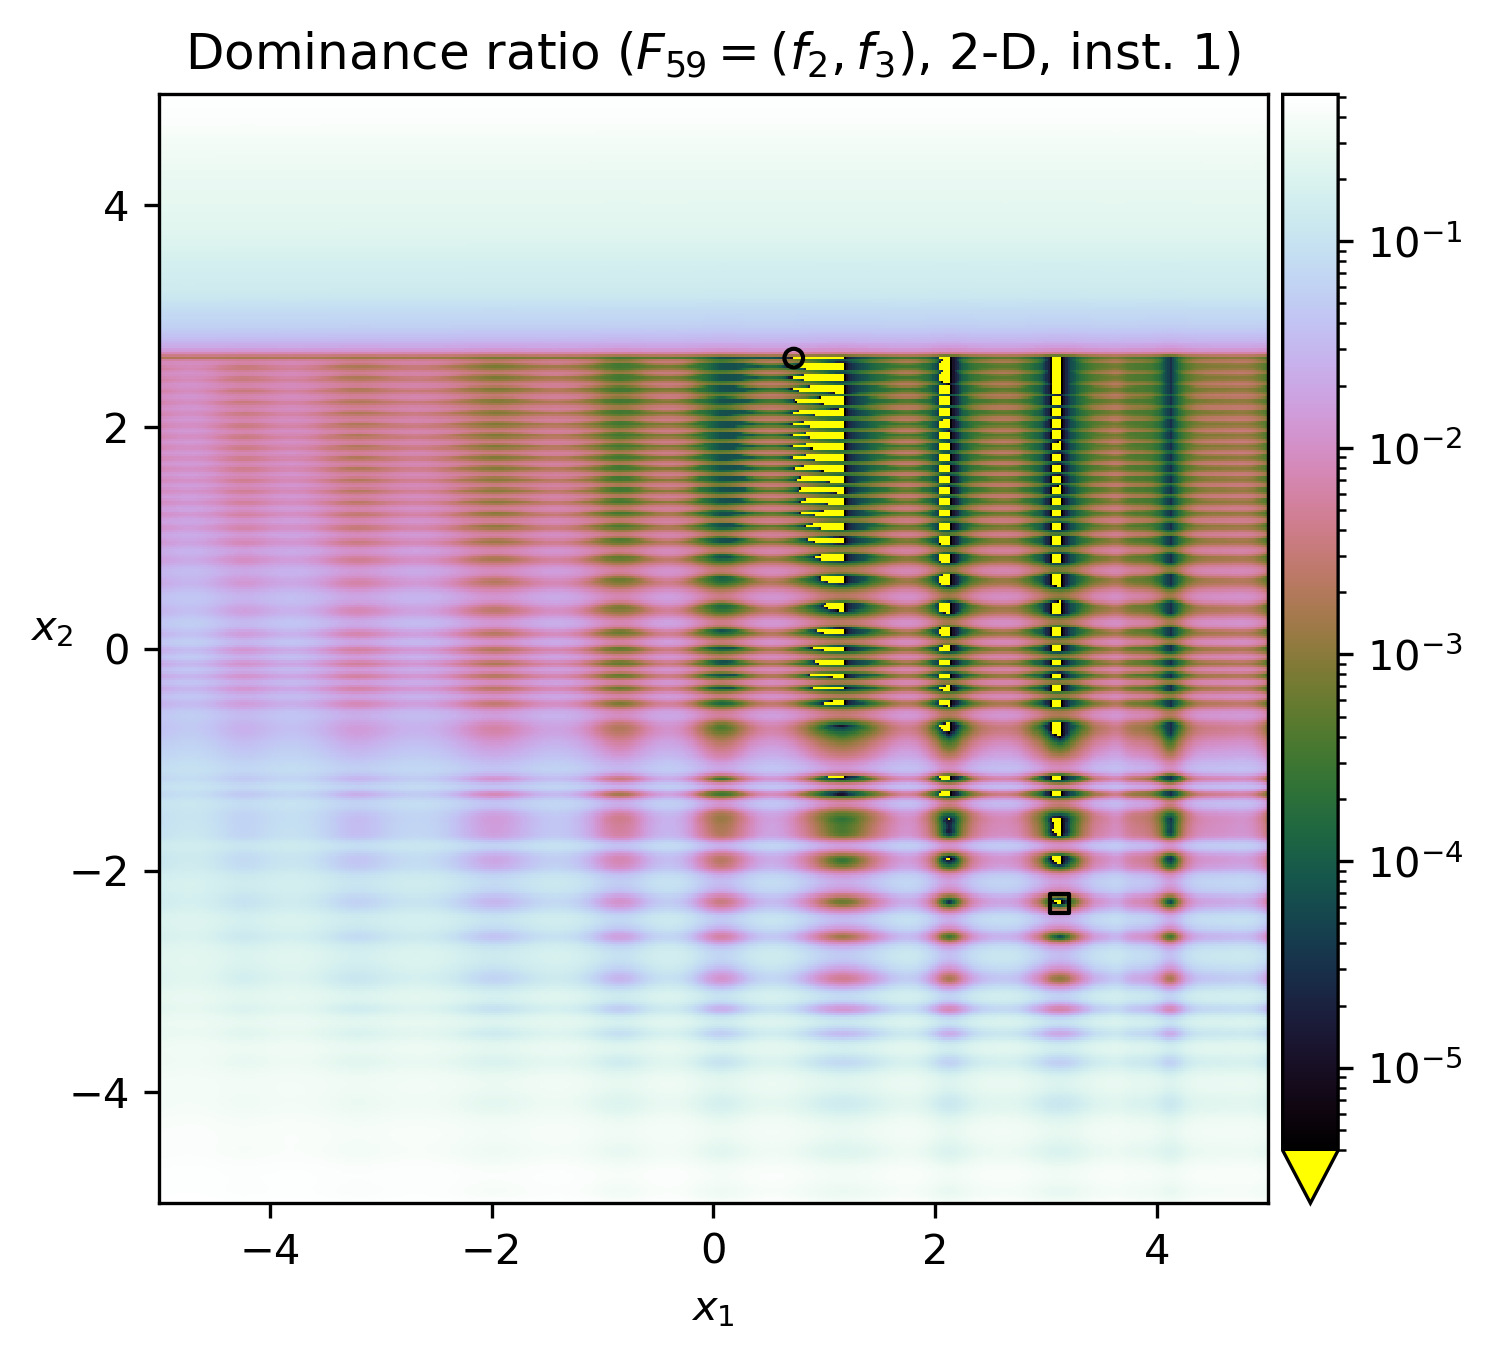 Dominance ratio (F₅₉ = (f₂, f₃), 2-D, inst. 1)
4
2
0
−2
−4
x₂
−4 −2 0 2 4
x₁
10⁻¹
10⁻²
10⁻³
10⁻⁴
10⁻⁵